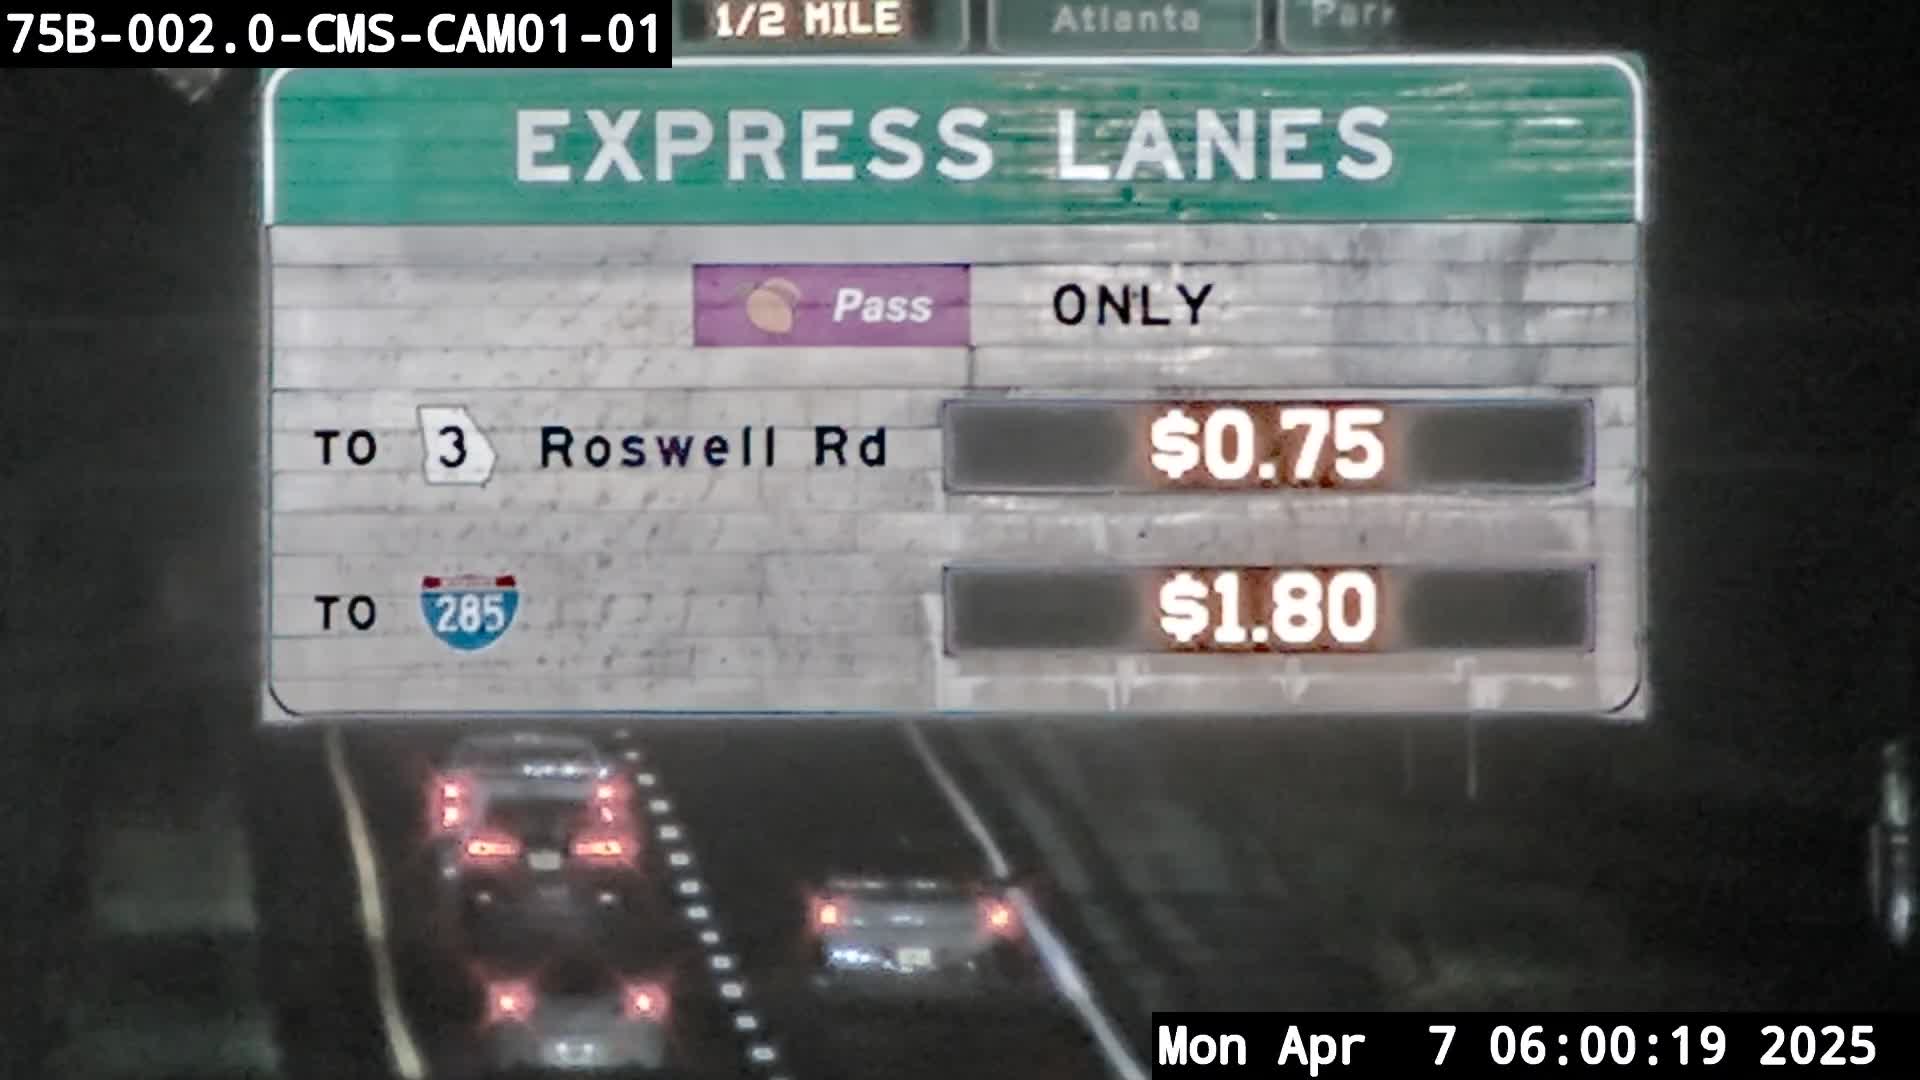 75B-002.0-CMS-CAM01-01
1/2 MILE
Atlanta
Park
EXPRESS LANES
Pass ONLY
TO 3 Roswell Rd $0.75
TO 285 $1.80
Mon Apr 7 06:00:19 2025